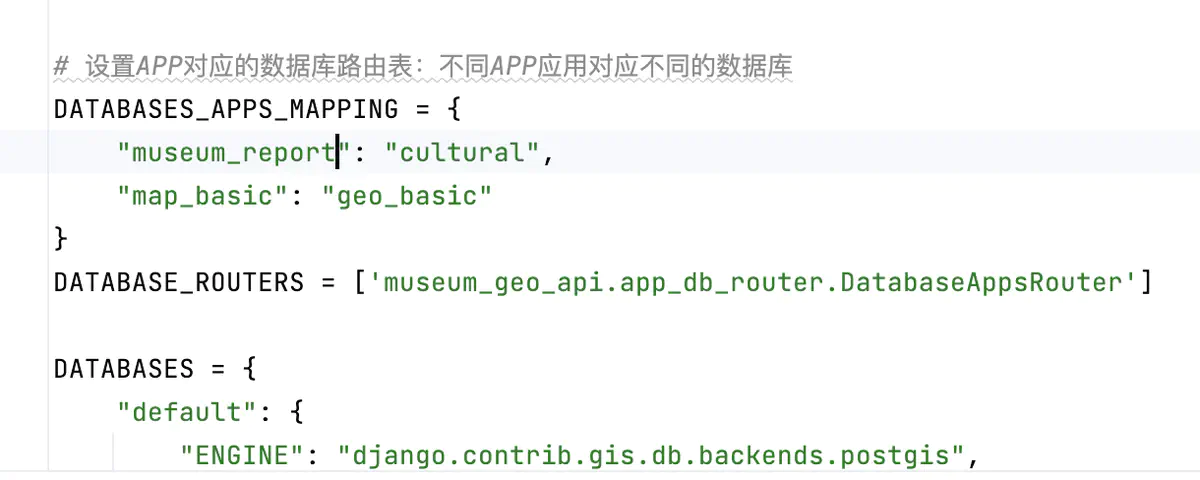 # 设置APP对应的数据库路由表：不同APP应用对应不同的数据库
DATABASES_APPS_MAPPING = {
    "museum_report": "cultural",
    "map_basic": "geo_basic"
}
DATABASE_ROUTERS = ['museum_geo_api.app_db_router.DatabaseAppsRouter']
DATABASES = {
    "default": {
        "ENGINE": "django.contrib.gis.db.backends.postgis",